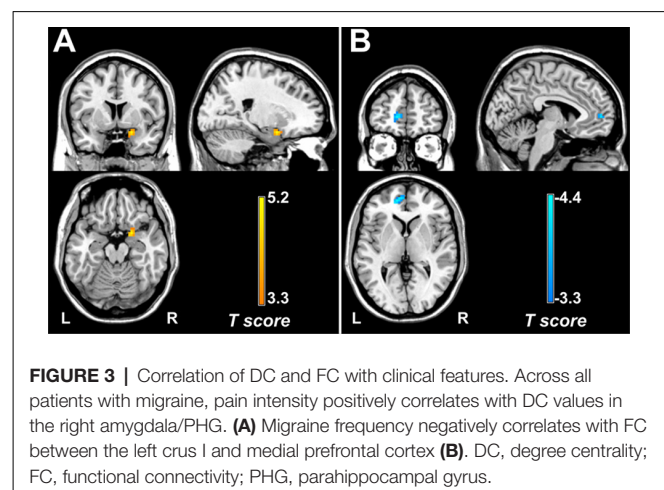 A
B
5.2
3.3
T score
L
R
-4.4
-3.3
T score
L
R
FIGURE 3 | Correlation of DC and FC with clinical features. Across all
patients with migraine, pain intensity positively correlates with DC values in
the right amygdala/PHG. (A) Migraine frequency negatively correlates with FC
between the left crus I and medial prefrontal cortex (B). DC, degree centrality;
FC, functional connectivity; PHG, parahippocampal gyrus.